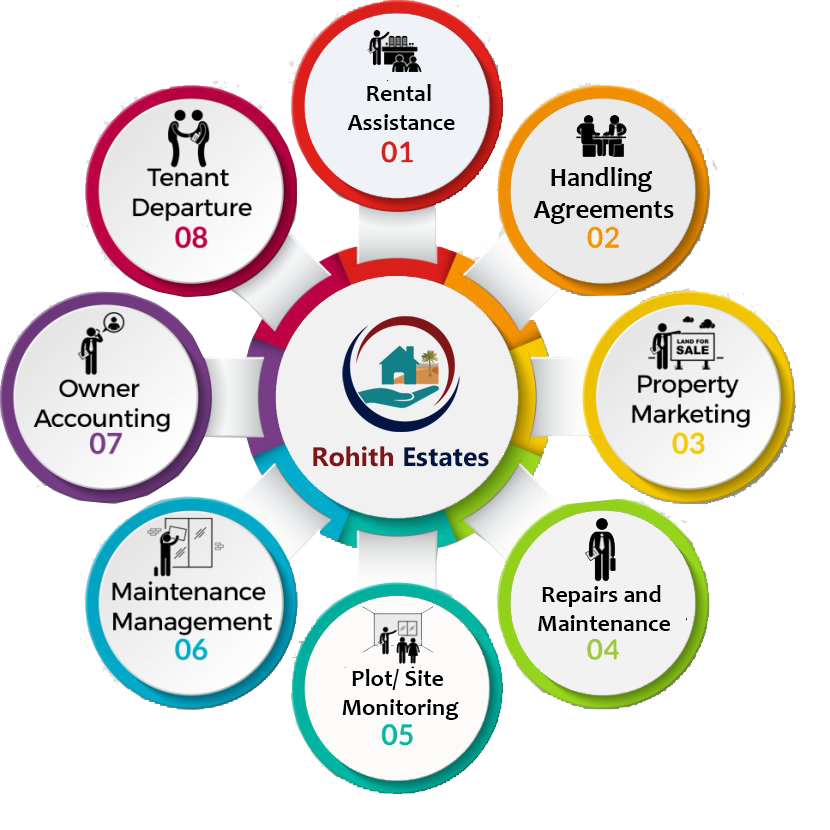 Rental
Assistance
01
Handling
Agreements
02
LAND FOR
SALE
Property
Marketing
03
Repairs and
Maintenance
04
Plot/ Site
Monitoring
05
Maintenance
Management
06
Owner
Accounting
07
Tenant
Departure
08
Rohith Estates